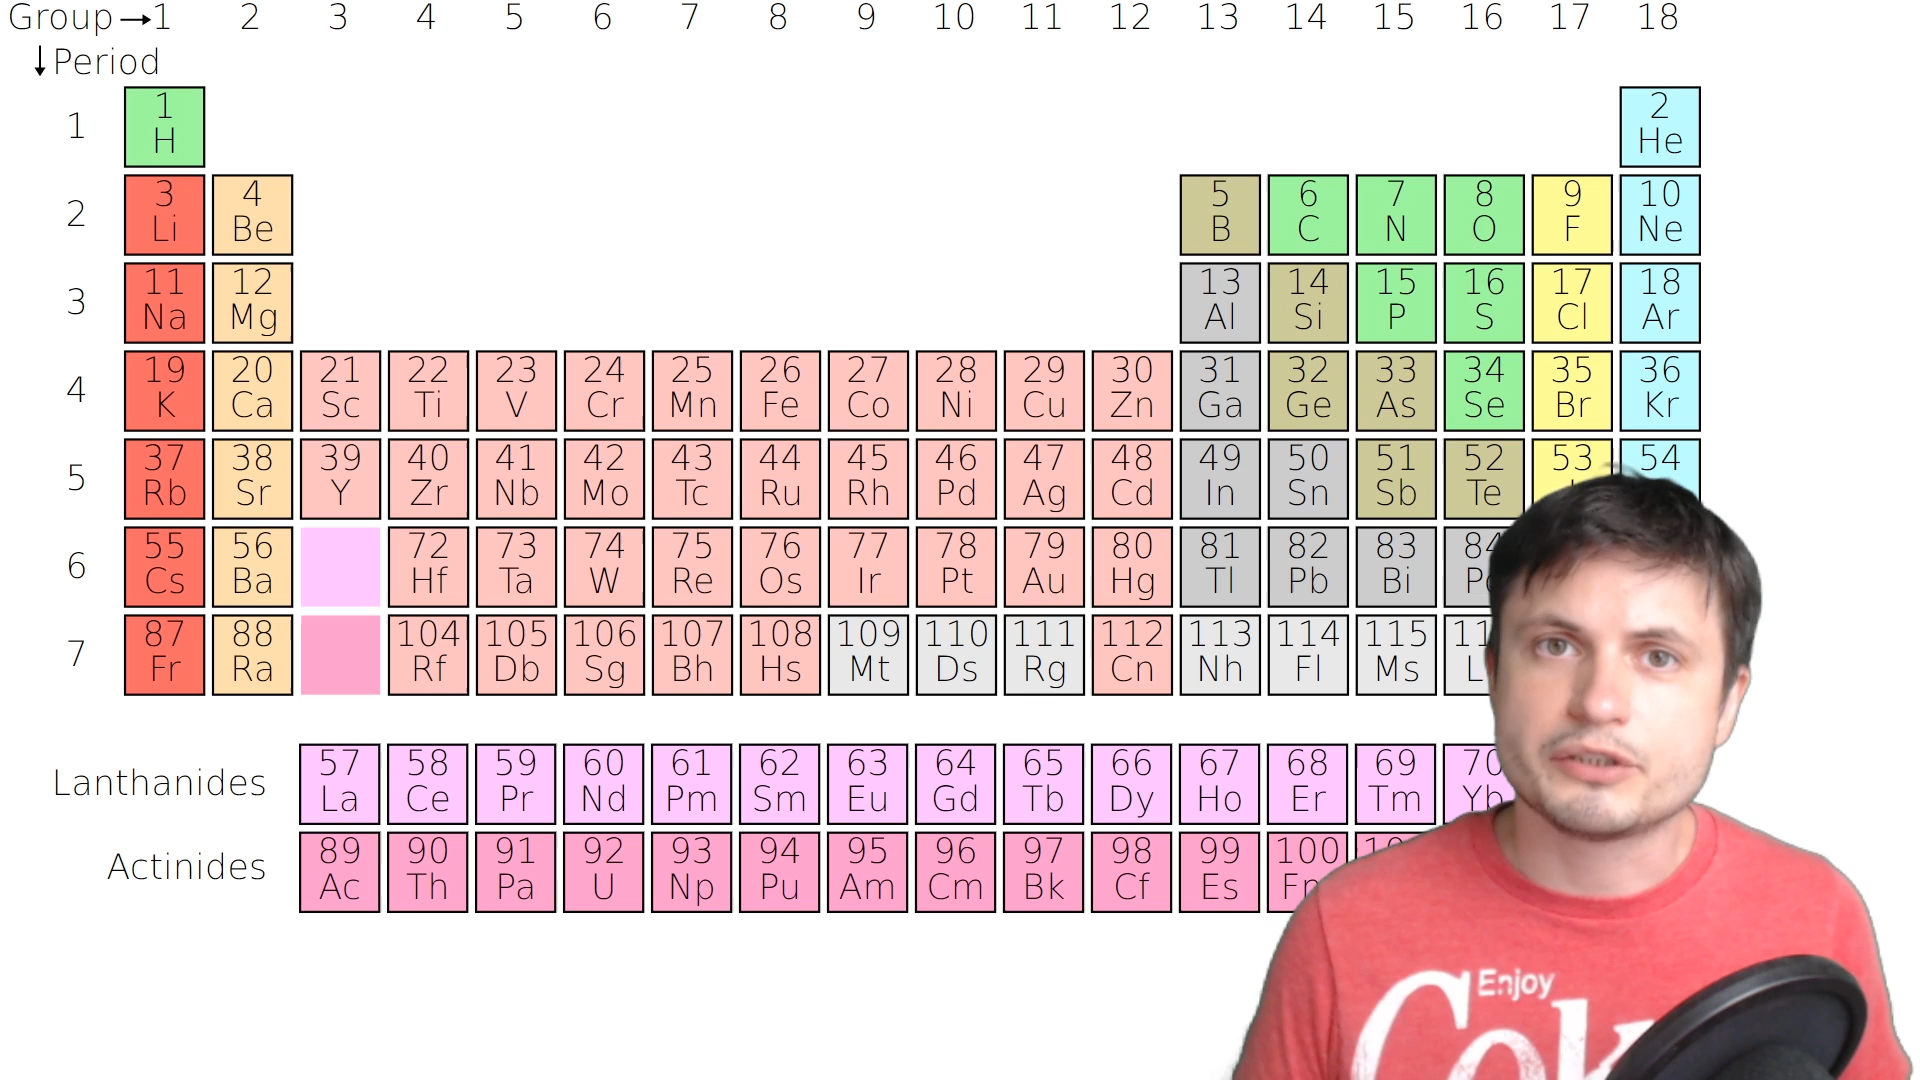 Group → 1 2 3 4 5 6 7 8 9 10 11 12 13 14 15 16 17 18
↓ Period
1 1 2
H He
2 3 4 5 6 7 8 9 10
Li Be B C N O F Ne
3 11 12 13 14 15 16 17 18
Na Mg Al Si P S Cl Ar
4 19 20 21 22 23 24 25 26 27 28 29 30 31 32 33 34 35 36
K Ca Sc Ti V Cr Mn Fe Co Ni Cu Zn Ga Ge As Se Br Kr
5 37 38 39 40 41 42 43 44 45 46 47 48 49 50 51 52 53 54
Rb Sr Y Zr Nb Mo Tc Ru Rh Pd Ag Cd In Sn Sb Te
6 55 56 72 73 74 75 76 77 78 79 80 81 82 83 84
Cs Ba Hf Ta W Re Os Ir Pt Au Hg Tl Pb Bi
7 87 88 104 105 106 107 108 109 110 111 112 113 114 115
Fr Ra Rf Db Sg Bh Hs Mt Ds Rg Cn Nh Fl Ms
Lanthanides 57 58 59 60 61 62 63 64 65 66 67 68 69 70
La Ce Pr Nd Pm Sm Eu Gd Tb Dy Ho Er Tm Yb
Actinides 89 90 91 92 93 94 95 96 97 98 99 100
Ac Th Pa U Np Pu Am Cm Bk Cf Es
Enjoy